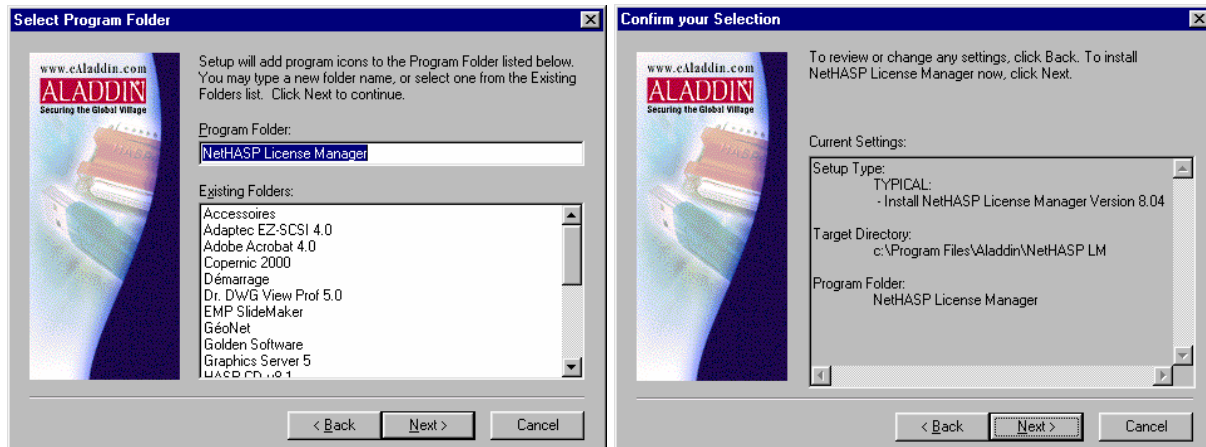 Select Program Folder
www.eAladdin.com
ALADDIN
Securing the Global Village
Setup will add program icons to the Program Folder listed below.
You may type a new folder name, or select one from the Existing
Folders list. Click Next to continue.
Program Folder:
NetHASP License Manager
Existing Folders:
Accessoires
Adaptec EZ-SCSI 4.0
Adobe Acrobat 4.0
Copernic 2000
Démarrage
Dr. DWG View Prof 5.0
EMP SlideMaker
GéoNet
Golden Software
Graphics Server 5
HASP CD v8.1
< Back
Next >
Cancel
Confirm your Selection
www.eAladdin.com
ALADDIN
Securing the Global Village
To review or change any settings, click Back. To install
NetHASP License Manager now, click Next.
Current Settings:
Setup Type:
TYPICAL:
- Install NetHASP License Manager Version 8.04
Target Directory:
c:\Program Files\Aladdin\NetHASP LM
Program Folder:
NetHASP License Manager
< Back
Next >
Cancel